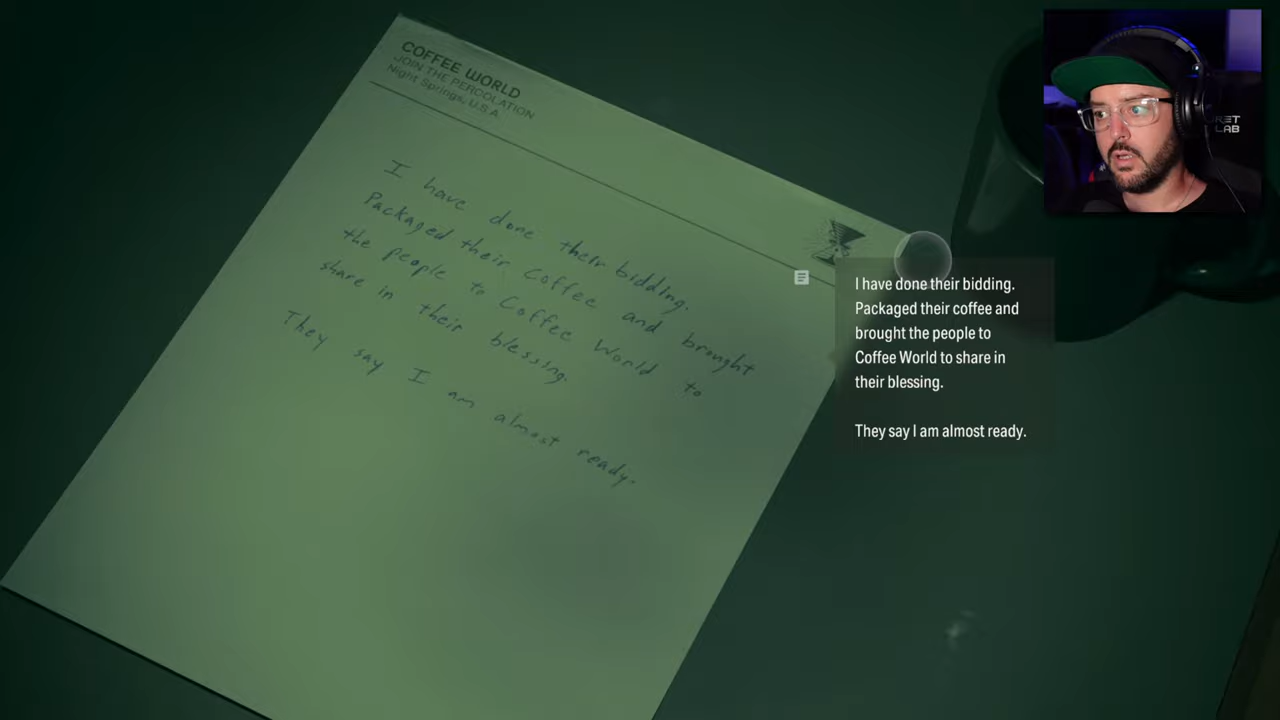 COFFEE WORLD
JOIN THE PERCOLATION
Night Springs, U.S.A
I have done their bidding.
Packaged their Coffee and brought
the people to Coffee World to
share in their blessing.
They say I am almost ready.
I have done their bidding.
Packaged their coffee and
brought the people to
Coffee World to share in
their blessing.
They say I am almost ready.
LAB